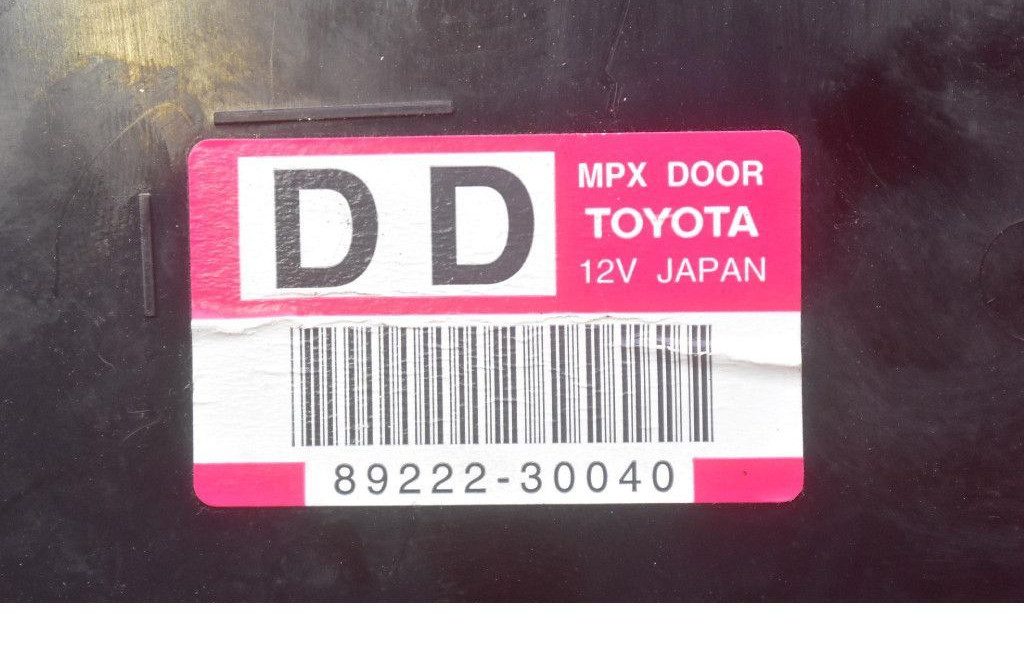 DD
MPX DOOR
TOYOTA
12V JAPAN
89222-30040